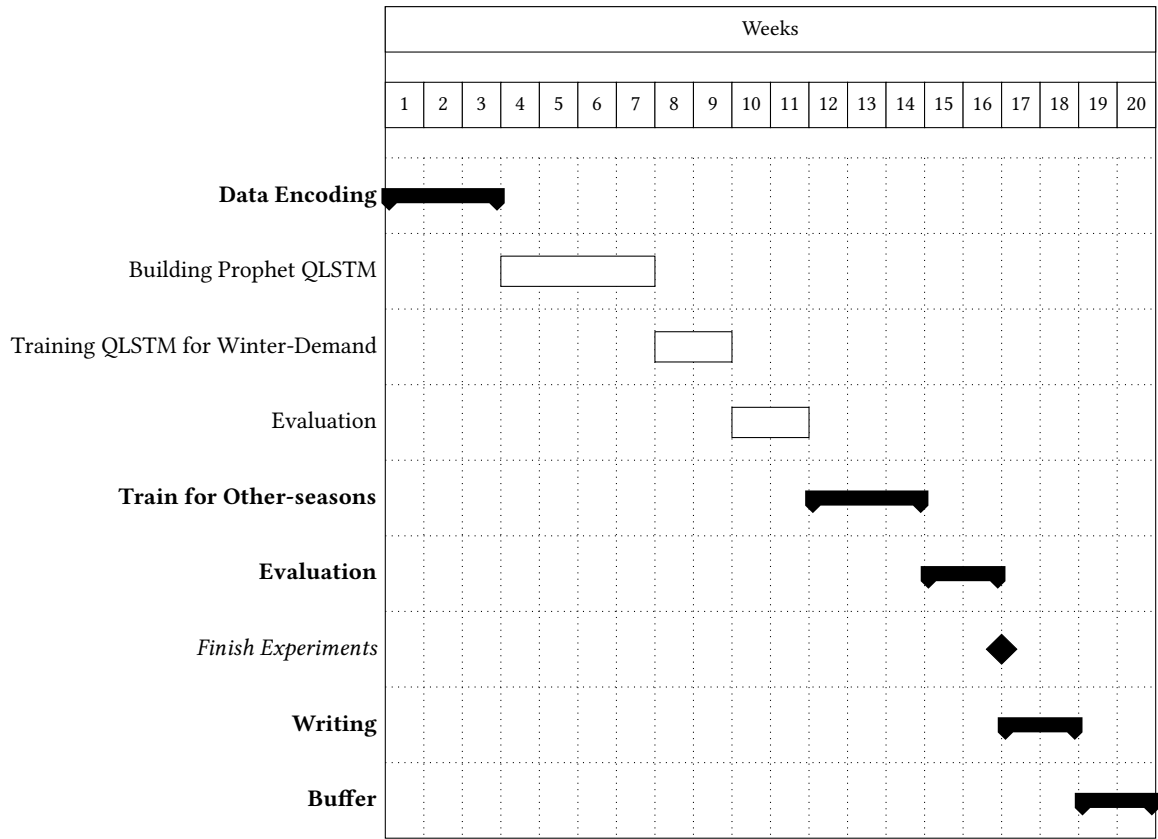 Weeks
1 2 3 4 5 6 7 8 9 10 11 12 13 14 15 16 17 18 19 20
Data Encoding
Building Prophet QLSTM
Training QLSTM for Winter-Demand
Evaluation
Train for Other-seasons
Evaluation
Finish Experiments
Writing
Buffer